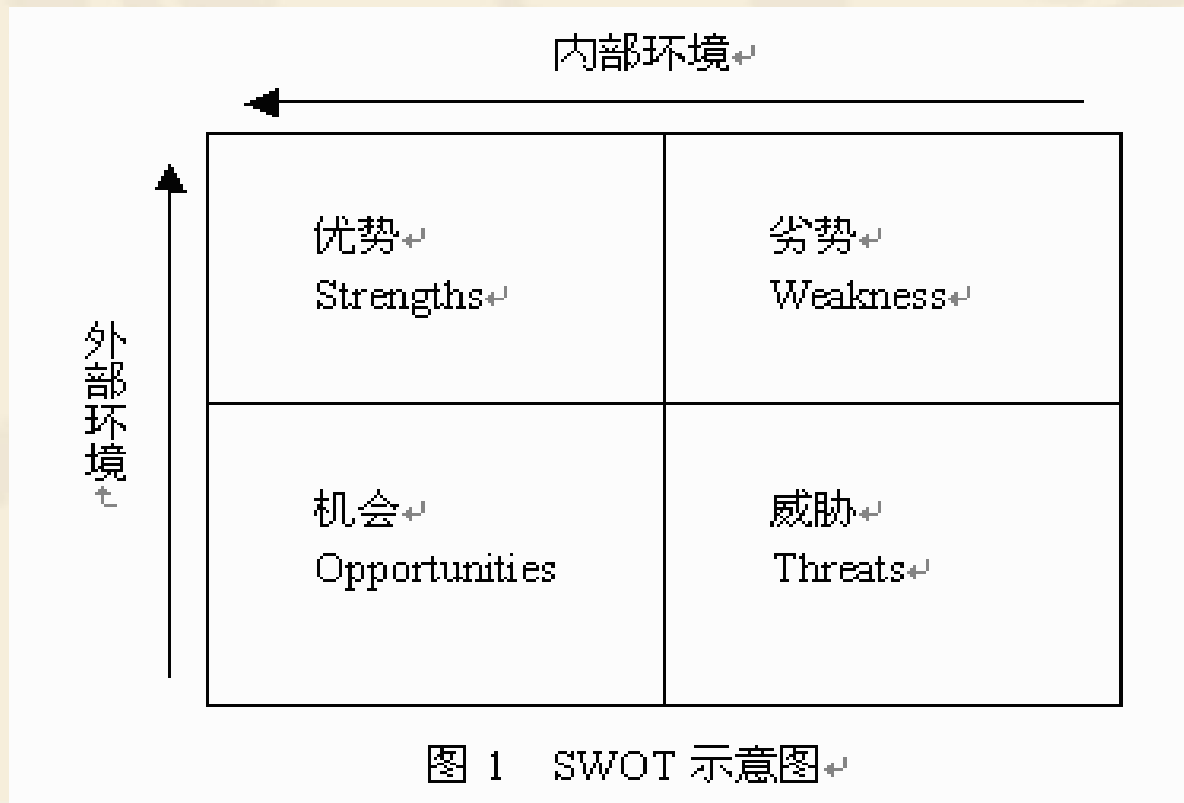 内部环境
优势
Strengths
劣势
Weakness
外部环境
机会
Opportunities
威胁
Threats
图 1 SWOT 示意图